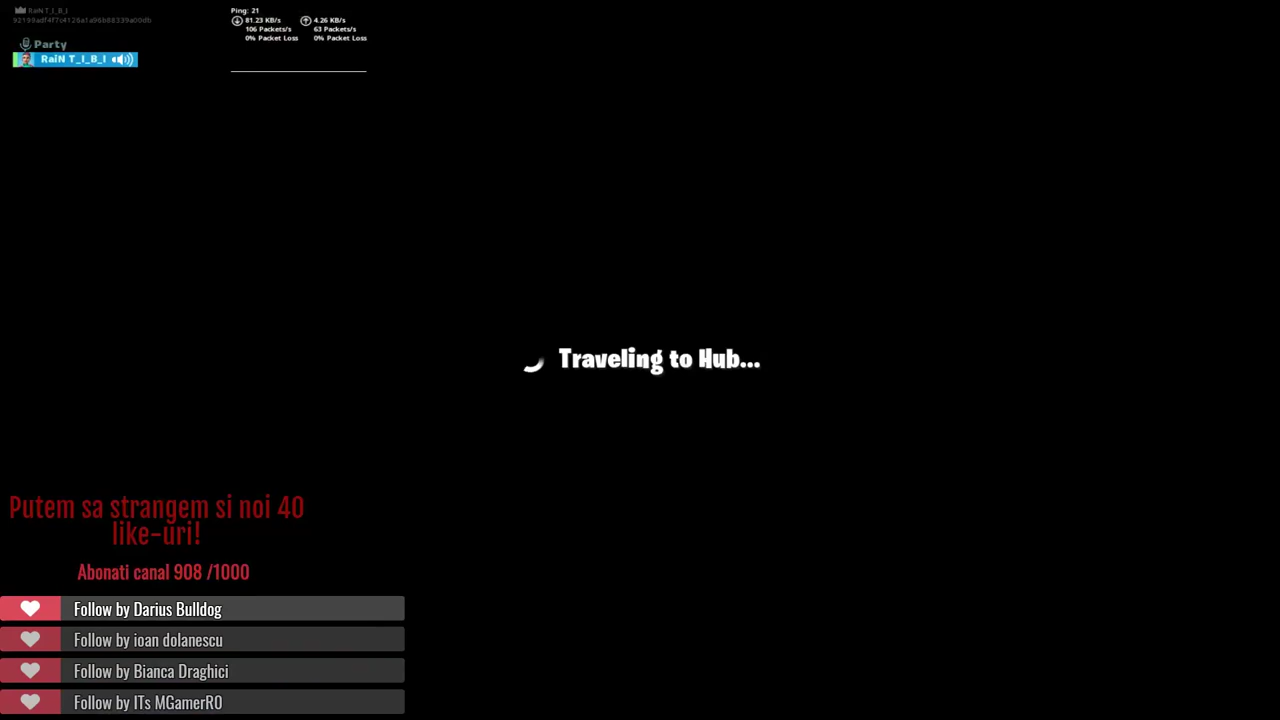 RaiN T_I_B_I
Party
RaiN T_I_B_I
Ping: 21
81.23 KB/s 4.26 KB/s
106 Packets/s 63 Packets/s
0% Packet Loss 0% Packet Loss
Traveling to Hub...
Putem sa strangem si noi 40
like-uri!
Abonati canal 908 /1000
Follow by Darius Bulldog
Follow by ioan dolanescu
Follow by Bianca Draghici
Follow by ITs MGamerRO